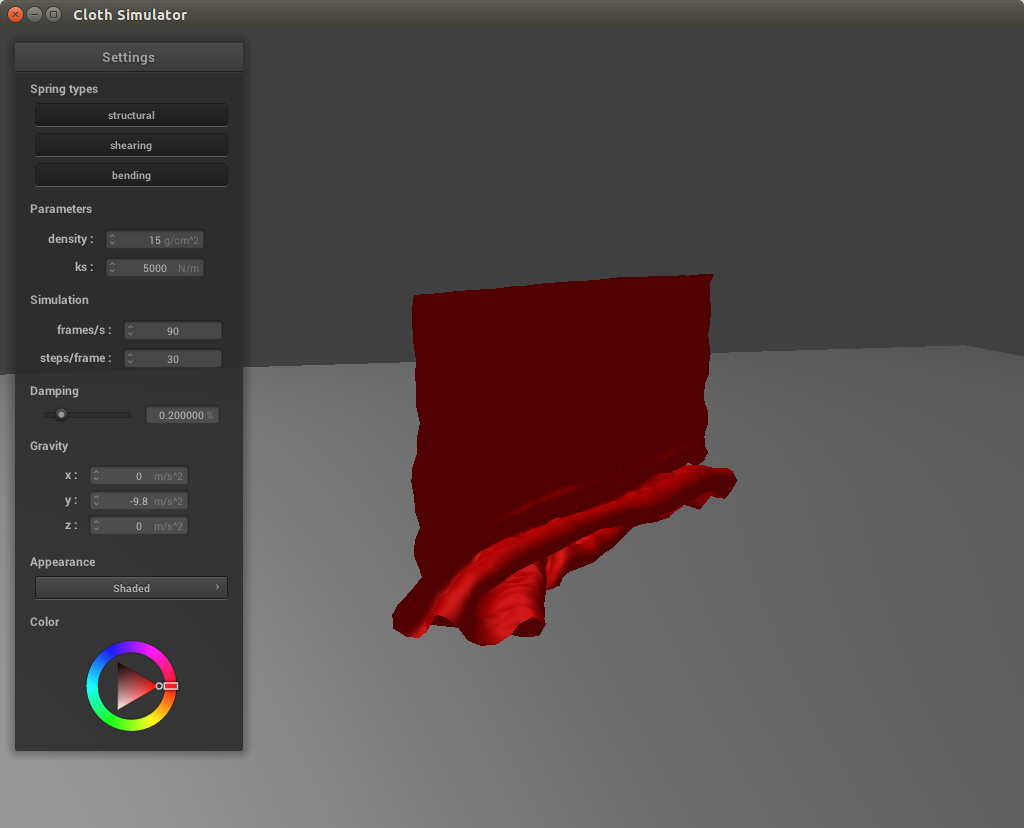 Cloth Simulator
Settings
Spring types
structural
shearing
bending
Parameters
density : 15 g/cm^2
ks : 5000 N/m
Simulation
frames/s : 90
steps/frame : 30
Damping
0.200000 %
Gravity
x : 0 m/s^2
y : -9.8 m/s^2
z : 0 m/s^2
Appearance
Shaded
Color